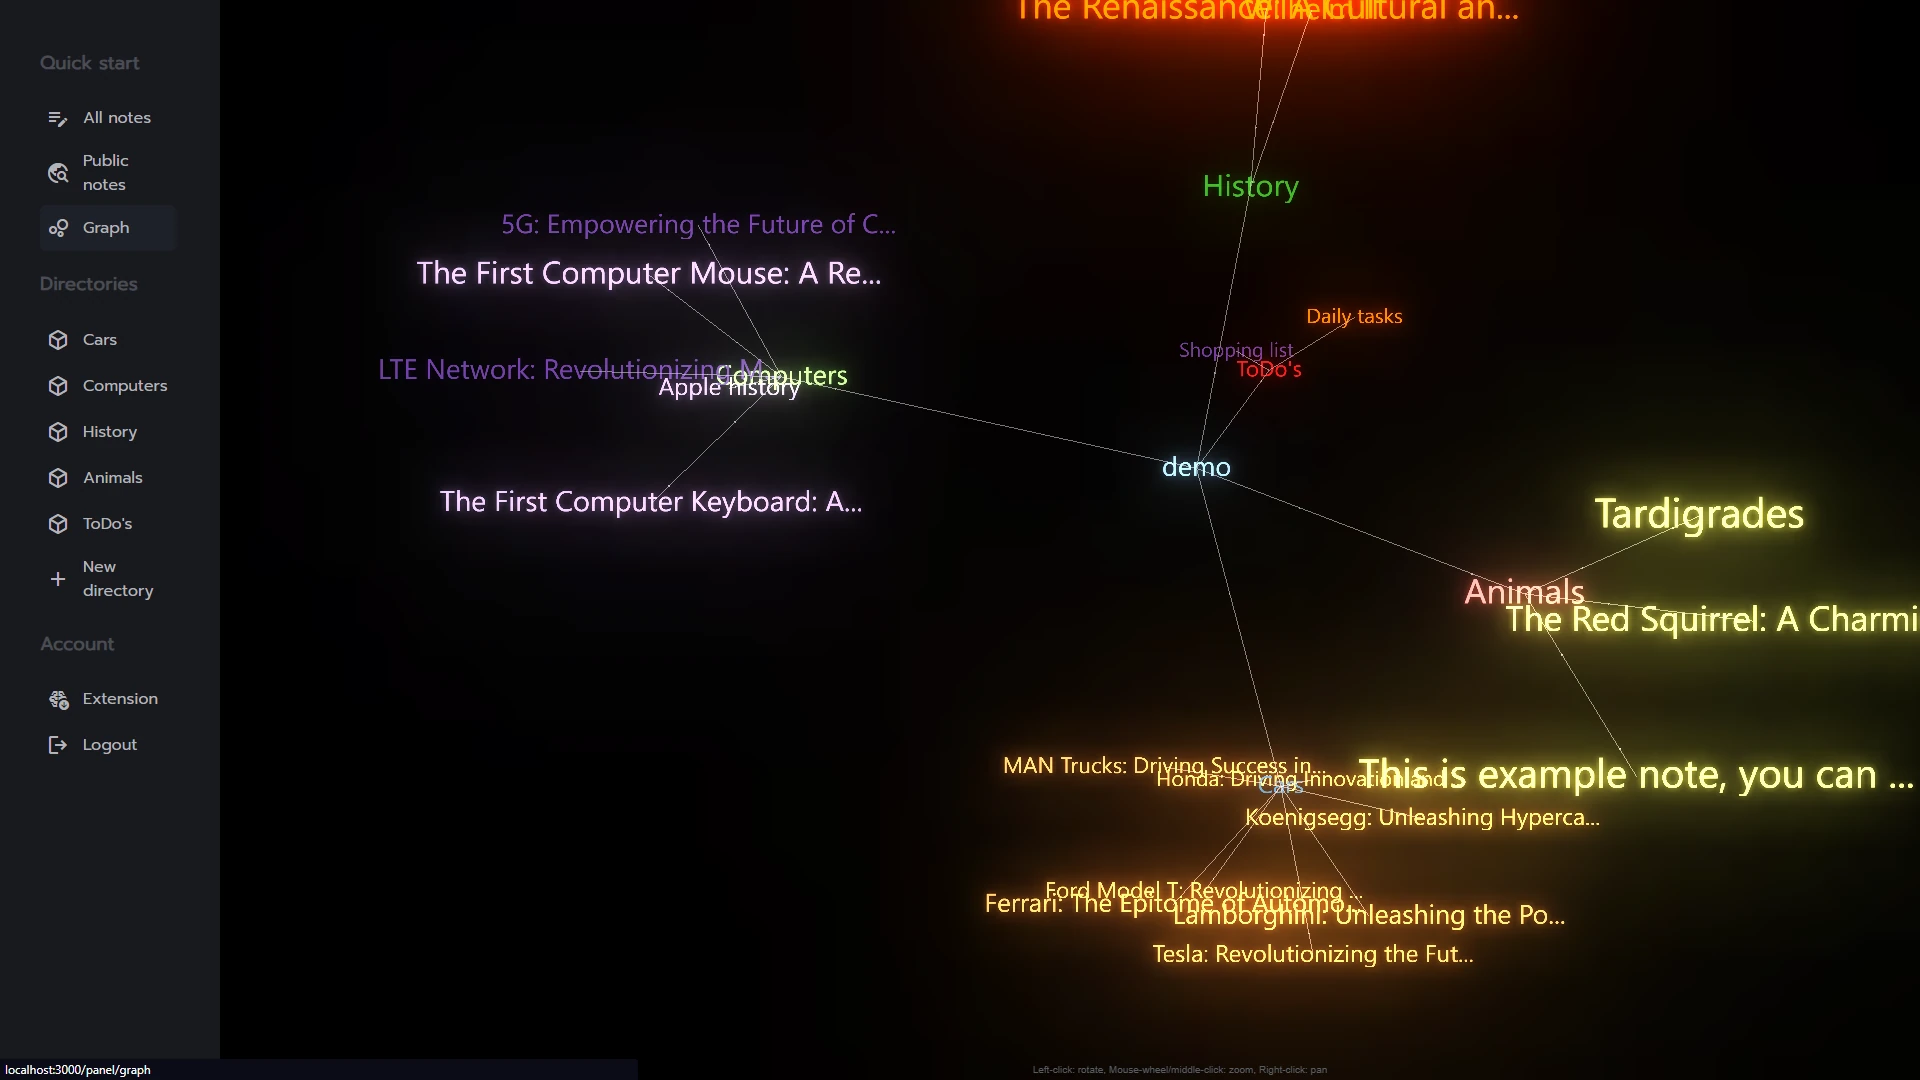 Quick start
All notes
Public
notes
Graph
Directories
Cars
Computers
History
Animals
ToDo's
New
directory
Account
Extension
Logout
localhost:3000/panel/graph
The Renaissance: A Cultural an...
Wilhelm II
History
5G: Empowering the Future of C...
The First Computer Mouse: A Re...
Daily tasks
Shopping list
ToDo's
LTE Network: Revolutionizing M...
Computers
Apple history
demo
The First Computer Keyboard: A...
Tardigrades
Animals
The Red Squirrel: A Charmi
MAN Trucks: Driving Success in...
Honda: Driving Innovation and
Cars
This is example note, you can ...
Koenigsegg: Unleashing Hyperca...
Ford Model T: Revolutionizing ...
Ferrari: The Epitome of Automo...
Lamborghini: Unleashing the Po...
Tesla: Revolutionizing the Fut...
Left-click: rotate, Mouse-wheel/middle-click: zoom, Right-click: pan